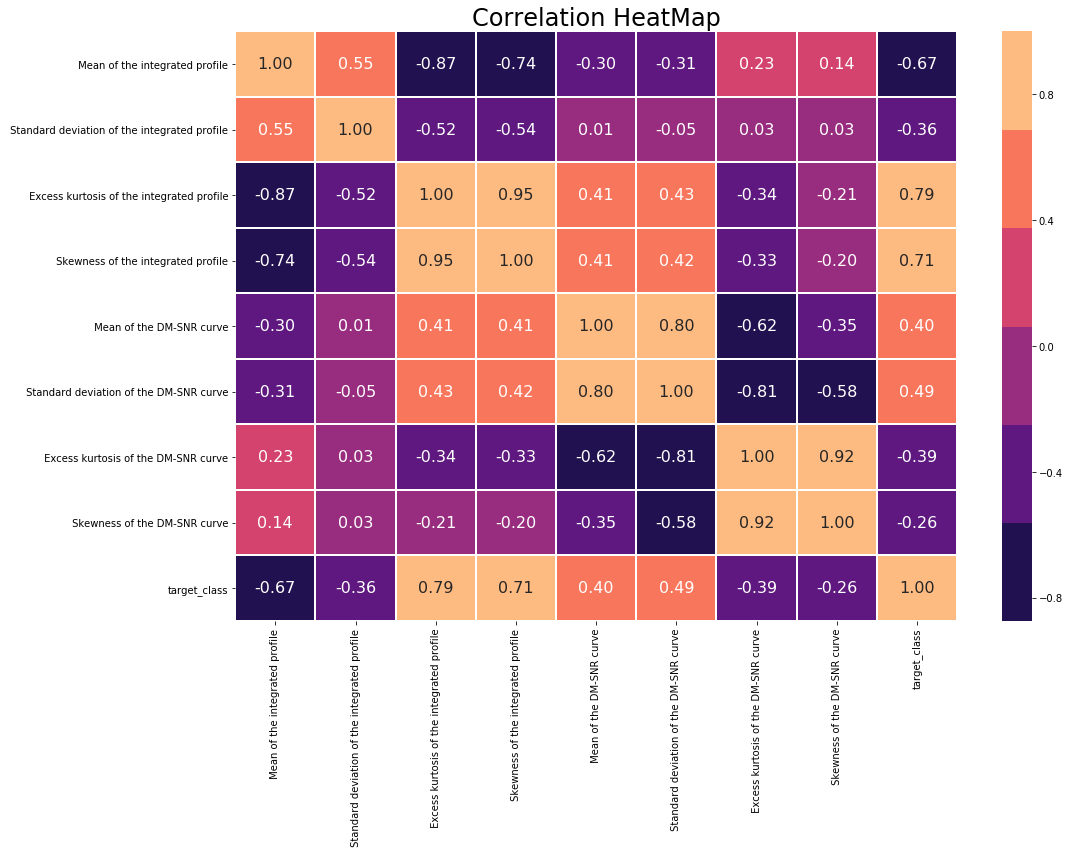 Correlation HeatMap
Mean of the integrated profile 1.00 0.55 -0.87 -0.74 -0.30 -0.31 0.23 0.14 -0.67
Standard deviation of the integrated profile 0.55 1.00 -0.52 -0.54 0.01 -0.05 0.03 0.03 -0.36
Excess kurtosis of the integrated profile -0.87 -0.52 1.00 0.95 0.41 0.43 -0.34 -0.21 0.79
Skewness of the integrated profile -0.74 -0.54 0.95 1.00 0.41 0.42 -0.33 -0.20 0.71
Mean of the DM-SNR curve -0.30 0.01 0.41 0.41 1.00 0.80 -0.62 -0.35 0.40
Standard deviation of the DM-SNR curve -0.31 -0.05 0.43 0.42 0.80 1.00 -0.81 -0.58 0.49
Excess kurtosis of the DM-SNR curve 0.23 0.03 -0.34 -0.33 -0.62 -0.81 1.00 0.92 -0.39
Skewness of the DM-SNR curve 0.14 0.03 -0.21 -0.20 -0.35 -0.58 0.92 1.00 -0.26
target_class -0.67 -0.36 0.79 0.71 0.40 0.49 -0.39 -0.26 1.00
Mean of the integrated profile
Standard deviation of the integrated profile
Excess kurtosis of the integrated profile
Skewness of the integrated profile
Mean of the DM-SNR curve
Standard deviation of the DM-SNR curve
Excess kurtosis of the DM-SNR curve
Skewness of the DM-SNR curve
target_class
0.8
0.4
0.0
−0.4
−0.8